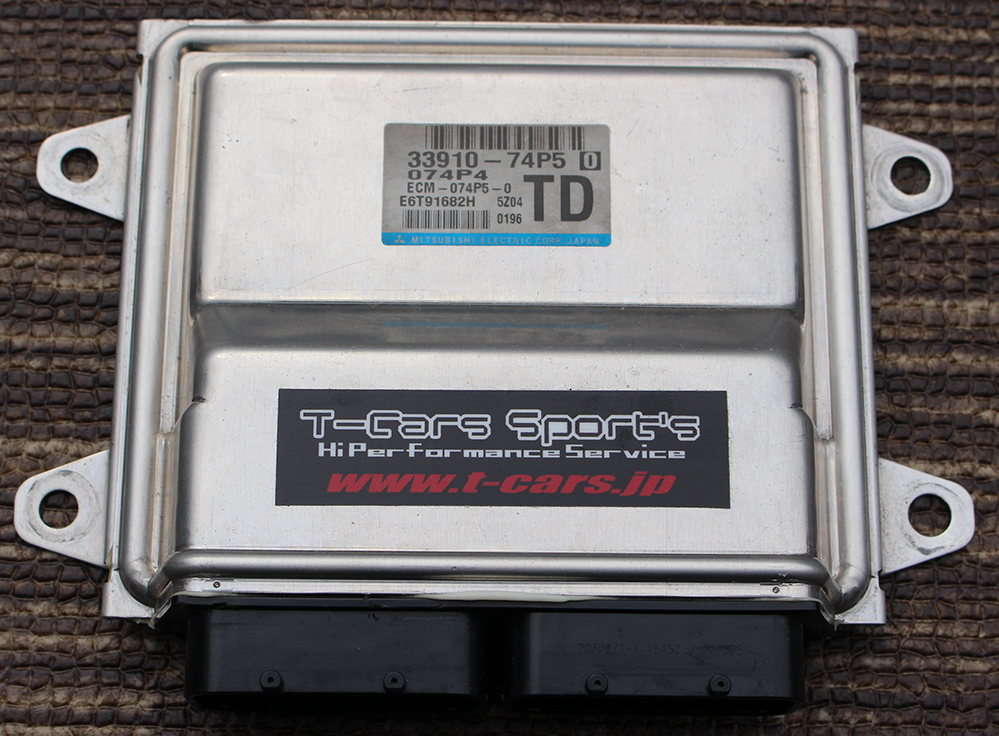 33910-74P5 0
074P4
ECM-074P5-0
TD
E6T91682H 5Z04
0196
MITSUBISHI ELECTRIC CORP. JAPAN
T-Cars Sport's
Hi Performance Service
www.t-cars.jp